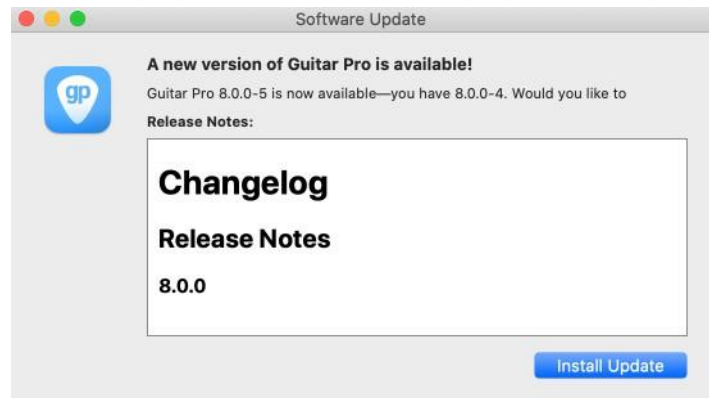 Software Update
gp
A new version of Guitar Pro is available!
Guitar Pro 8.0.0-5 is now available—you have 8.0.0-4. Would you like to
Release Notes:
Changelog
Release Notes
8.0.0
Install Update